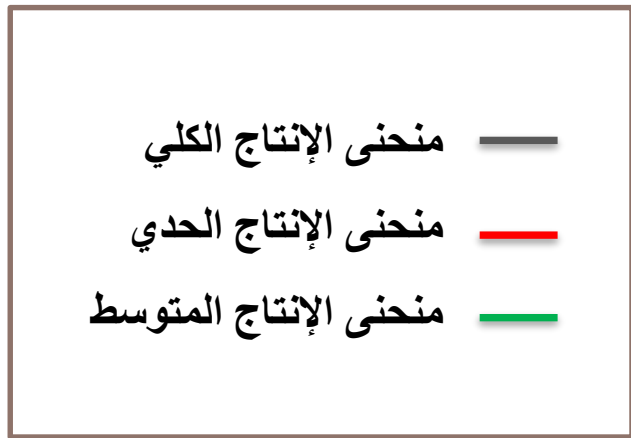 منحنى الإنتاج الكلي
منحنى الإنتاج الحدي
منحنى الإنتاج المتوسط